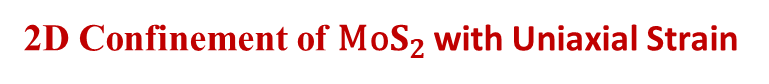 2D Confinement of MoS₂ with Uniaxial Strain